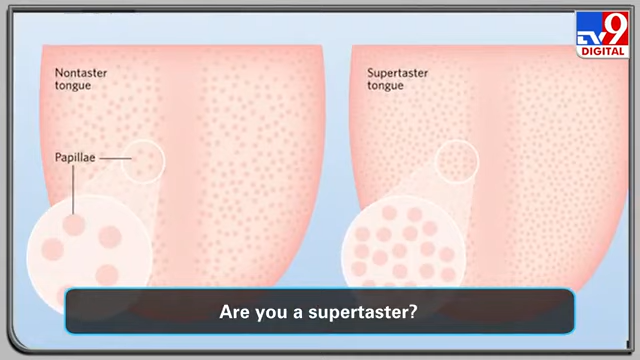 TV9
DIGITAL
Nontaster
tongue
Supertaster
tongue
Papillae
Are you a supertaster?